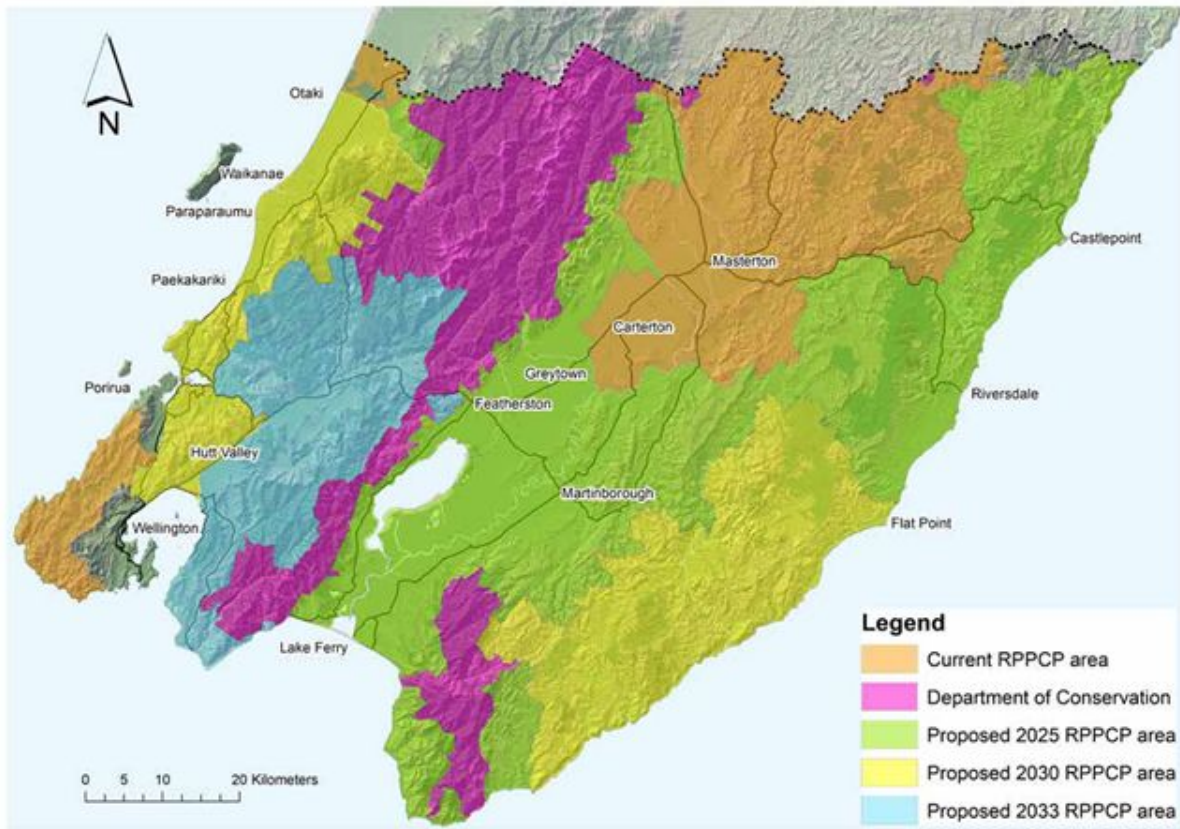 N
Otaki
Waikanae
Paraparaumu
Paekakariki
Porirua
Hutt Valley
Wellington
Masterton
Castlepoint
Carterton
Greytown
Featherston
Riversdale
Martinborough
Flat Point
Lake Ferry
Legend
Current RPPCP area
Department of Conservation
Proposed 2025 RPPCP area
Proposed 2030 RPPCP area
Proposed 2033 RPPCP area
0 5 10 20 Kilometers